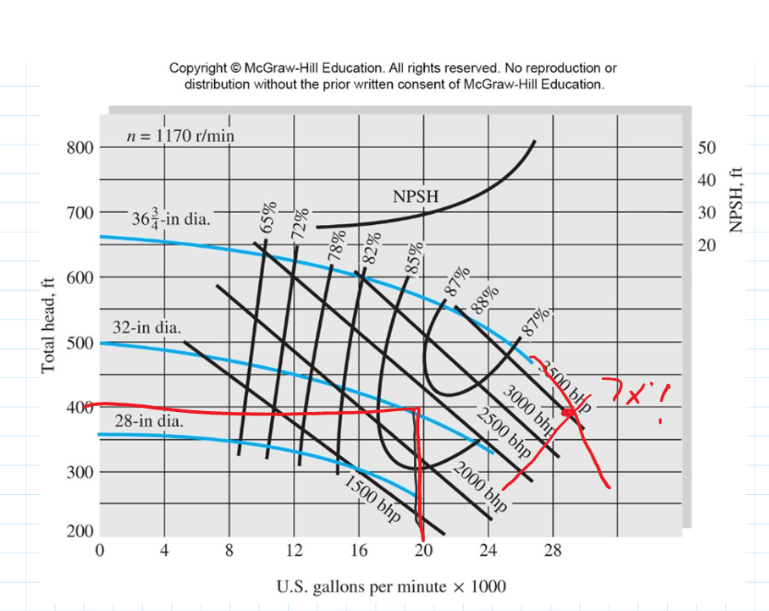 Copyright © McGraw-Hill Education. All rights reserved. No reproduction or
distribution without the prior written consent of McGraw-Hill Education.
n = 1170 r/min
800
700
600
500
400
300
200
Total head, ft
50
40
30
20
NPSH, ft
NPSH
36 3/4-in dia.
32-in dia.
28-in dia.
65%
72%
78%
82%
85%
87%
88%
87%
3500 bhp
3000 bhp
2500 bhp
2000 bhp
1500 bhp
0 4 8 12 16 20 24 28
U.S. gallons per minute × 1000